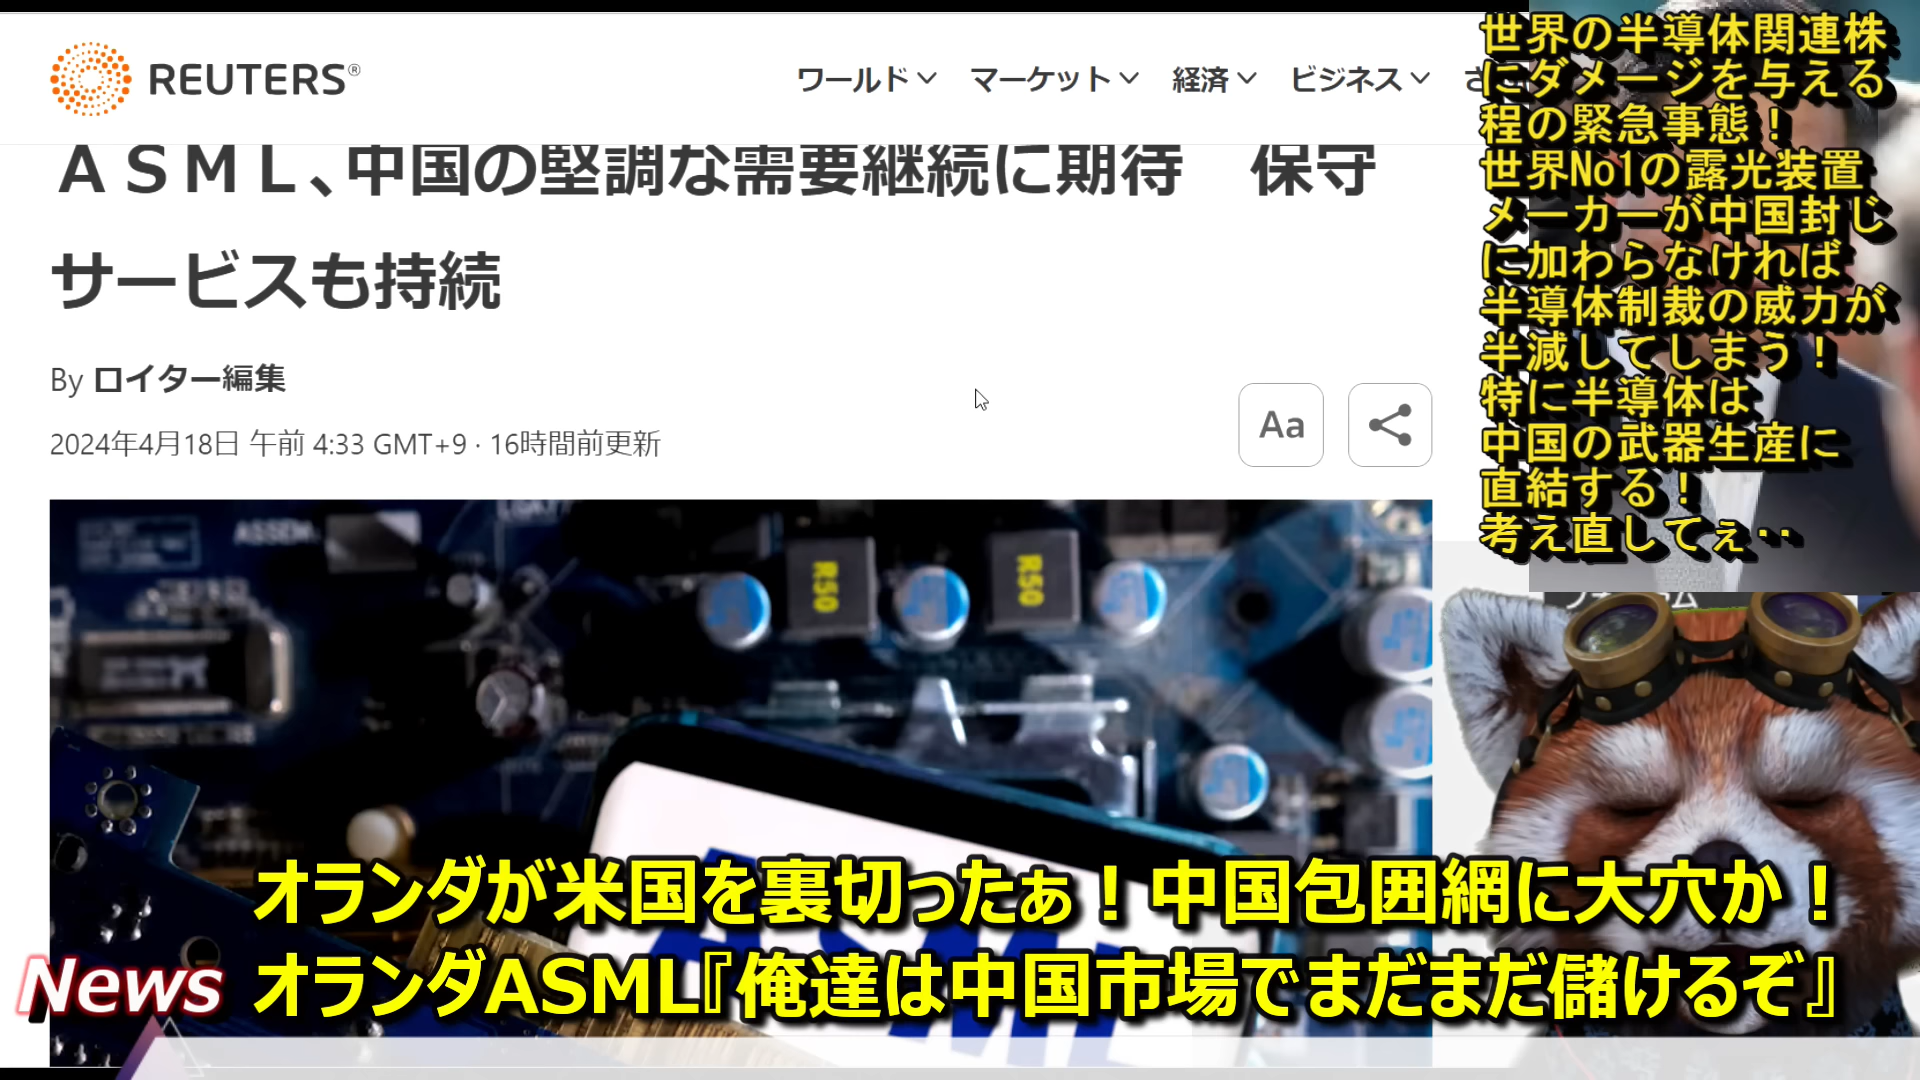 REUTERS®
ワールド マーケット 経済 ビジネス さ
ＡＳＭＬ、中国の堅調な需要継続に期待　保守
サービスも持続
By ロイター編集
2024年4月18日 午前 4:33 GMT+9 · 16時間前更新
Aa
世界の半導体関連株
にダメージを与える
程の緊急事態！
世界No1の露光装置
メーカーが中国封じ
に加わらなければ
半導体制裁の威力が
半減してしまう！
特に半導体は
中国の武器生産に
直結する！
考え直してぇ‥
R50
R50
ASML
オランダが米国を裏切ったぁ！中国包囲網に大穴か！
News
オランダASML『俺達は中国市場でまだまだ儲けるぞ』